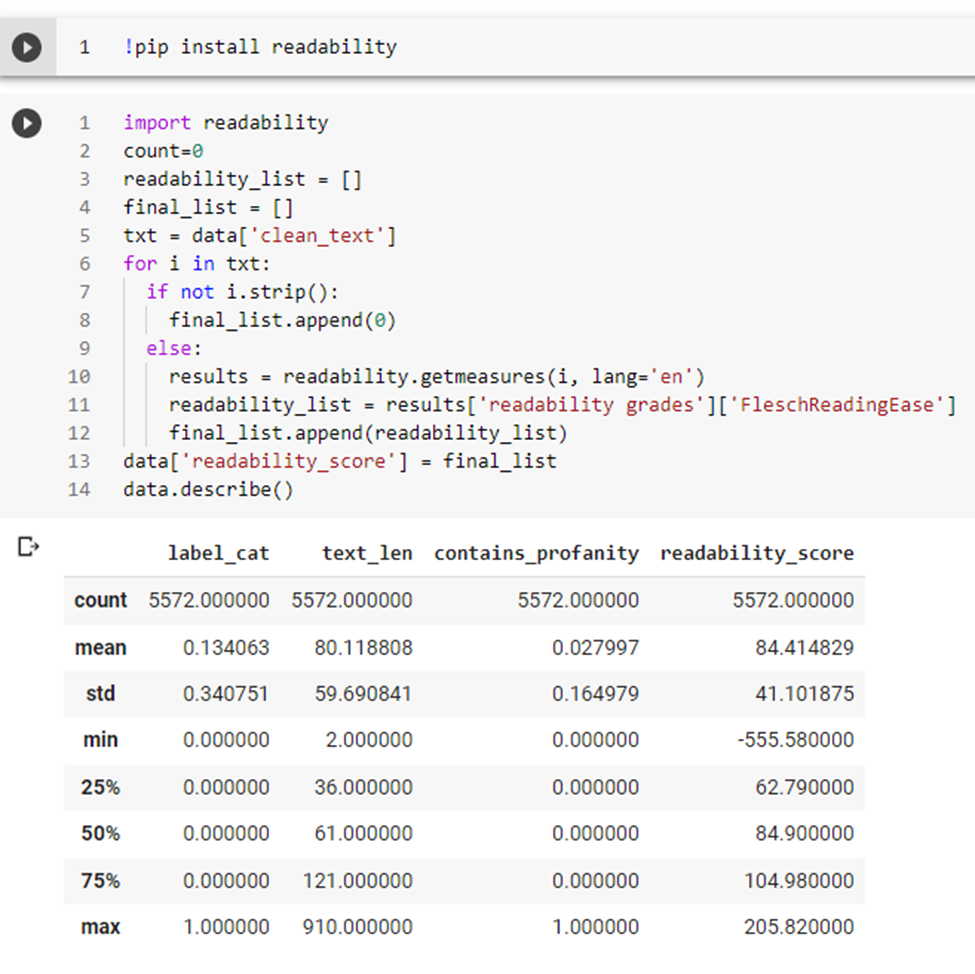 1 !pip install readability
1 import readability
2 count=0
3 readability_list = []
4 final_list = []
5 txt = data['clean_text']
6 for i in txt:
7   if not i.strip():
8     final_list.append(0)
9   else:
10     results = readability.getmeasures(i, lang='en')
11     readability_list = results['readability grades']['FleschReadingEase']
12     final_list.append(readability_list)
13 data['readability_score'] = final_list
14 data.describe()
label_cat text_len contains_profanity readability_score
count 5572.000000 5572.000000 5572.000000 5572.000000
mean 0.134063 80.118808 0.027997 84.414829
std 0.340751 59.690841 0.164979 41.101875
min 0.000000 2.000000 0.000000 -555.580000
25% 0.000000 36.000000 0.000000 62.790000
50% 0.000000 61.000000 0.000000 84.900000
75% 0.000000 121.000000 0.000000 104.980000
max 1.000000 910.000000 1.000000 205.820000